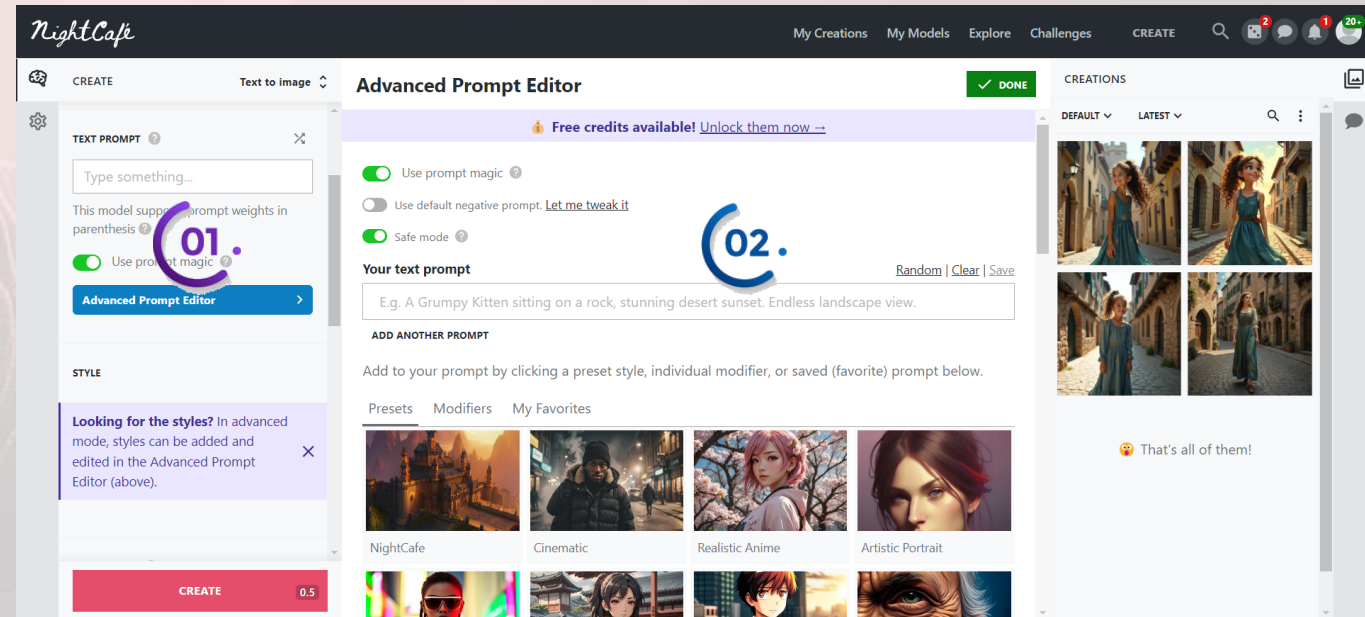 NightCafé
My Creations My Models Explore Challenges CREATE 2 1 20+
CREATE Text to image
TEXT PROMPT ?
Type something...
This model supp prompt weights in
parenthesis ?
01.
Use prompt magic ?
Advanced Prompt Editor
STYLE
Looking for the styles? In advanced
mode, styles can be added and
edited in the Advanced Prompt
Editor (above).
CREATE 0.5
Advanced Prompt Editor DONE
Free credits available! Unlock them now →
Use prompt magic ?
Use default negative prompt. Let me tweak it
Safe mode ?
02.
Your text prompt Random | Clear | Save
E.g. A Grumpy Kitten sitting on a rock, stunning desert sunset. Endless landscape view.
ADD ANOTHER PROMPT
Add to your prompt by clicking a preset style, individual modifier, or saved (favorite) prompt below.
Presets Modifiers My Favorites
NightCafe Cinematic Realistic Anime Artistic Portrait
CREATIONS
DEFAULT LATEST
That's all of them!